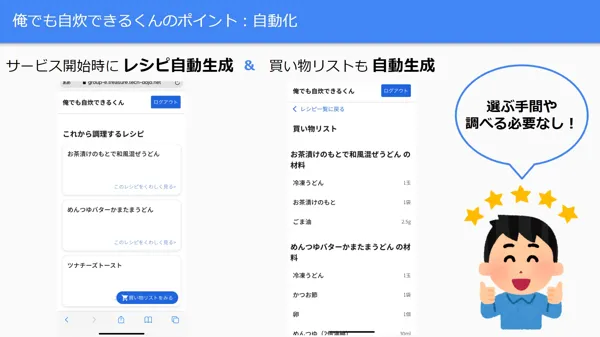 俺でも自炊できるくんのポイント：自動化
サービス開始時に レシピ自動生成 & 買い物リストも 自動生成
group-e.treasure.tech-dojo.net
俺でも自炊できるくん
ログアウト
これから調理するレシピ
お茶漬けのもとで和風混ぜうどん
このレシピをくわしく見る>
めんつゆバターかまたまうどん
このレシピをくわしく見る>
ツナチーズトースト
買い物リストをみる
俺でも自炊できるくん
ログアウト
レシピ一覧に戻る
買い物リスト
お茶漬けのもとで和風混ぜうどん の
材料
冷凍うどん 1玉
お茶漬けのもと 1袋
ごま油 2.5g
めんつゆバターかまたまうどん の材
料
冷凍うどん 1玉
かつお節 1袋
卵 1個
めんつゆ（2倍濃縮） 30ml
選ぶ手間や
調べる必要なし！